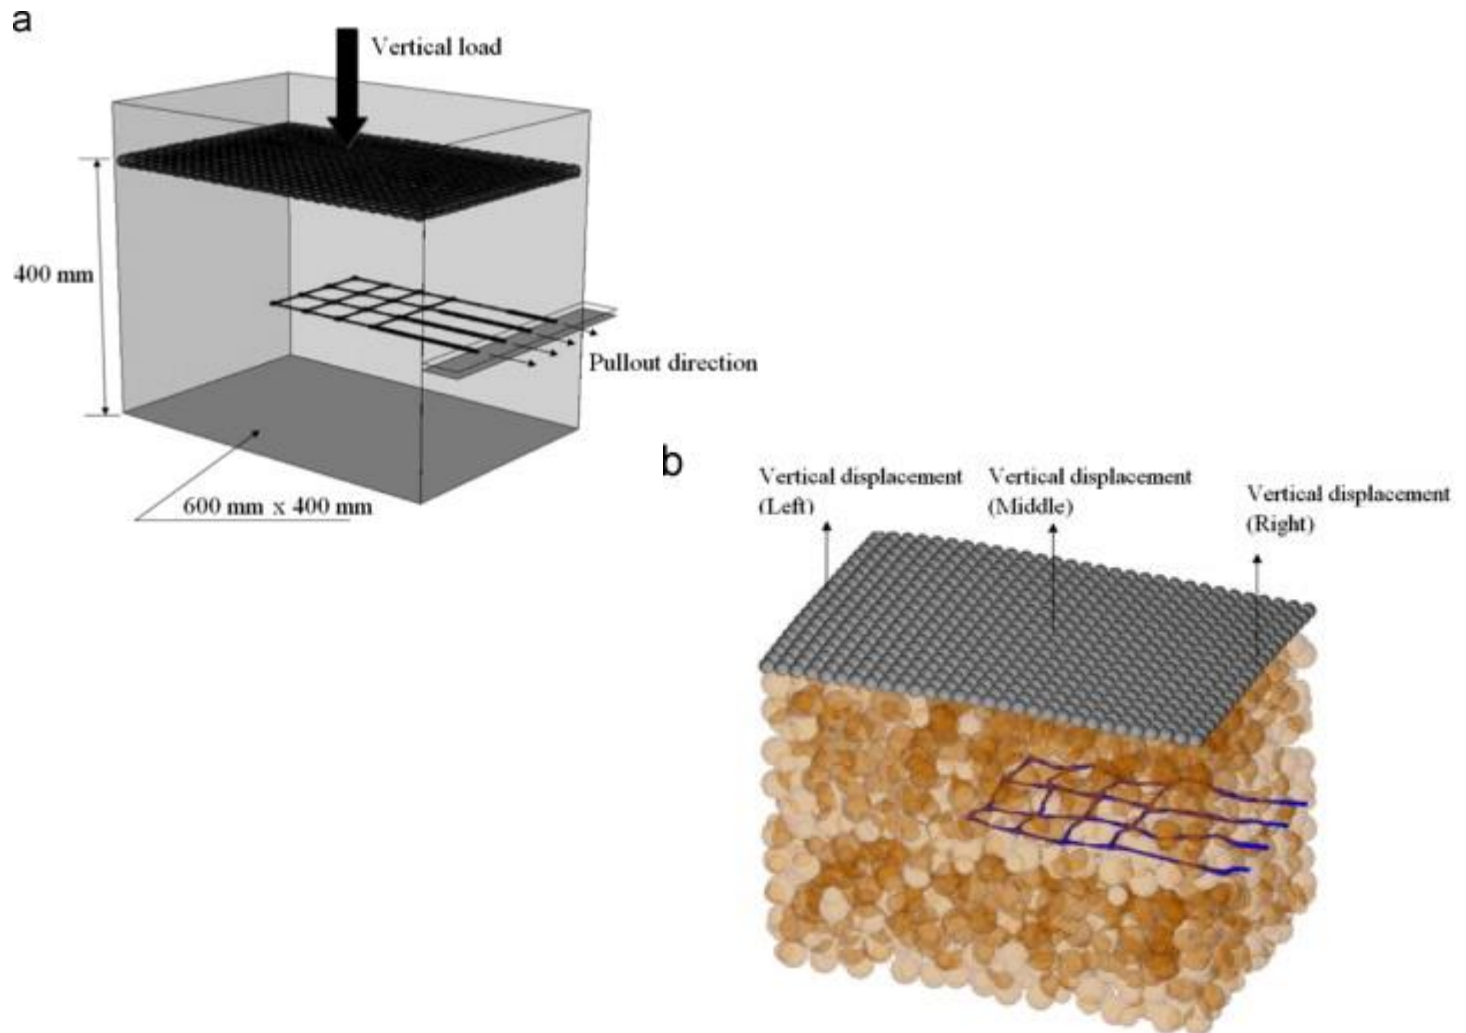 a
Vertical load
400 mm
Pullout direction
600 mm x 400 mm
b
Vertical displacement
(Left)
Vertical displacement
(Middle)
Vertical displacement
(Right)